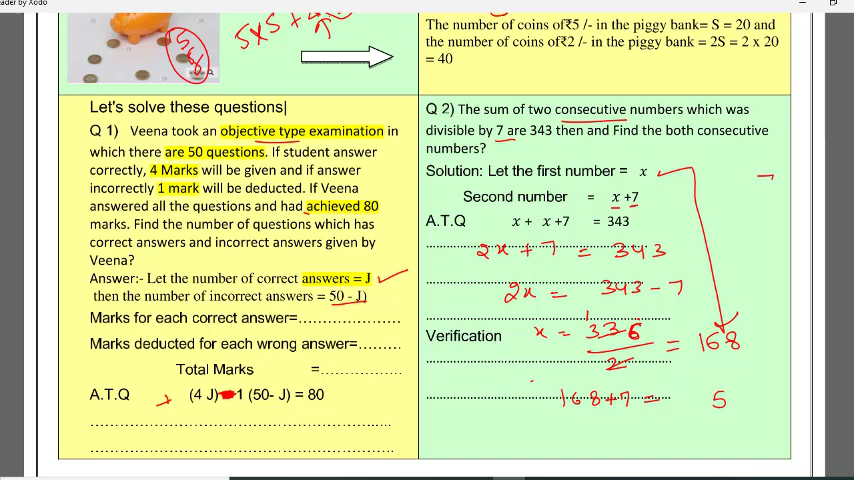 eader by Xodo
5x5 +
The number of coins of₹5 /- in the piggy bank= S = 20 and
the number of coins of₹2 /- in the piggy bank = 2S = 2 x 20
= 40
Let's solve these questions
Q 1) Veena took an objective type examination in
which there are 50 questions. If student answer
correctly, 4 Marks will be given and if answer
incorrectly 1 mark will be deducted. If Veena
answered all the questions and had achieved 80
marks. Find the number of questions which has
correct answers and incorrect answers given by
Veena?
Answer:- Let the number of correct answers = J
then the number of incorrect answers = 50 - J)
Marks for each correct answer=........................
Marks deducted for each wrong answer=.........
Total Marks =...................
A.T.Q (4 J) - 1 (50- J) = 80
Q 2) The sum of two consecutive numbers which was
divisible by 7 are 343 then and Find the both consecutive
numbers?
Solution: Let the first number = x
Second number = x +7
A.T.Q x + x +7 = 343
2x + 7 = 343
2x = 343 - 7
Verification x = 336 / 2 = 168
168+7 = 5